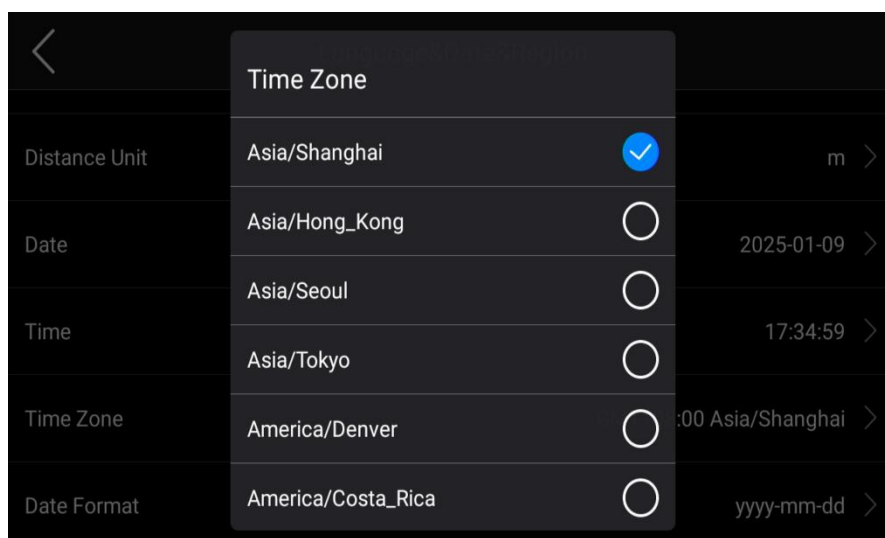 Time Zone
Distance Unit
Asia/Shanghai
m
Asia/Hong_Kong
Date
2025-01-09
Asia/Seoul
Time
17:34:59
Asia/Tokyo
Time Zone
:00 Asia/Shanghai
America/Denver
Date Format
America/Costa_Rica
yyyy-mm-dd